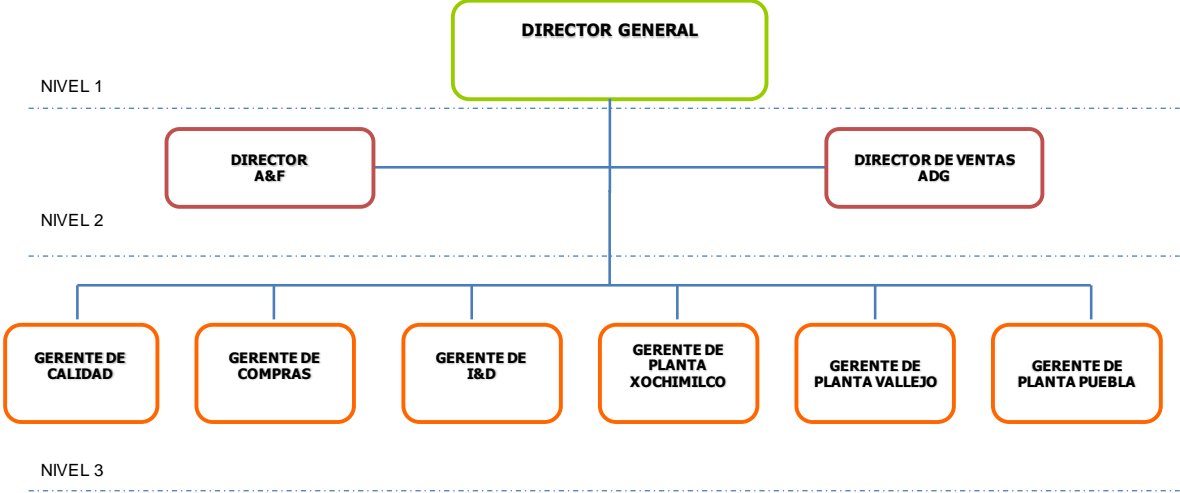 DIRECTOR GENERAL
NIVEL 1
DIRECTOR
A&F
DIRECTOR DE VENTAS
ADG
NIVEL 2
GERENTE DE
CALIDAD
GERENTE DE
COMPRAS
GERENTE DE
I&D
GERENTE DE
PLANTA
XOCHIMILCO
GERENTE DE
PLANTA VALLEJO
GERENTE DE
PLANTA PUEBLA
NIVEL 3